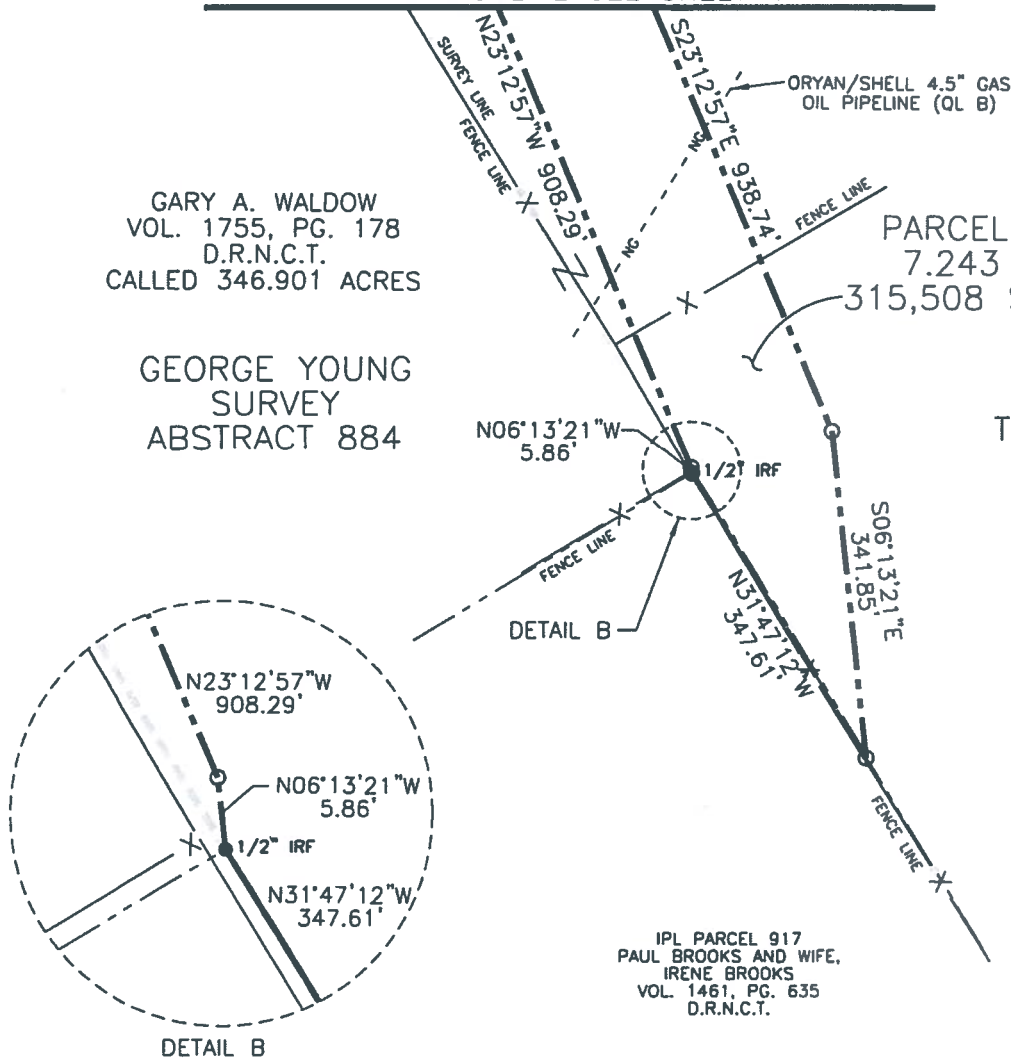 N23°12'57"W 908.29'
S23°12'57"E 938.74'
SURVEY LINE
FENCE LINE
NG
NG
ORYAN/SHELL 4.5" GAS
OIL PIPELINE (QL B)
FENCE LINE
GARY A. WALDOW
VOL. 1755, PG. 178
D.R.N.C.T.
CALLED 346.901 ACRES
PARCEL
7.243
315,508
GEORGE YOUNG
SURVEY
ABSTRACT 884
T
N06°13'21"W
5.86'
1/2" IRF
FENCE LINE
DETAIL B
S06°13'21"E
341.85'
N31°47'12"W
347.61'
FENCE LINE
N23°12'57"W
908.29'
N06°13'21"W
5.86'
1/2" IRF
N31°47'12"W
347.61'
DETAIL B
IPL PARCEL 917
PAUL BROOKS AND WIFE,
IRENE BROOKS
VOL. 1461, PG. 635
D.R.N.C.T.